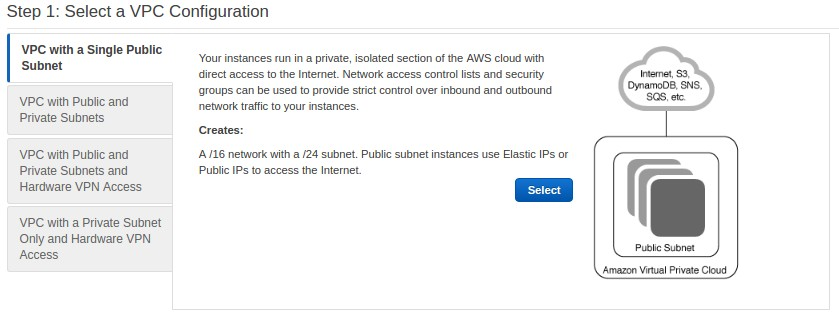 Step 1: Select a VPC Configuration
VPC with a Single Public
Subnet
VPC with Public and
Private Subnets
VPC with Public and
Private Subnets and
Hardware VPN Access
VPC with a Private Subnet
Only and Hardware VPN
Access
Your instances run in a private, isolated section of the AWS cloud with
direct access to the Internet. Network access control lists and security
groups can be used to provide strict control over inbound and outbound
network traffic to your instances.
Creates:
A /16 network with a /24 subnet. Public subnet instances use Elastic IPs or
Public IPs to access the Internet.
Select
Internet, S3,
DynamoDB, SNS,
SQS, etc.
Public Subnet
Amazon Virtual Private Cloud